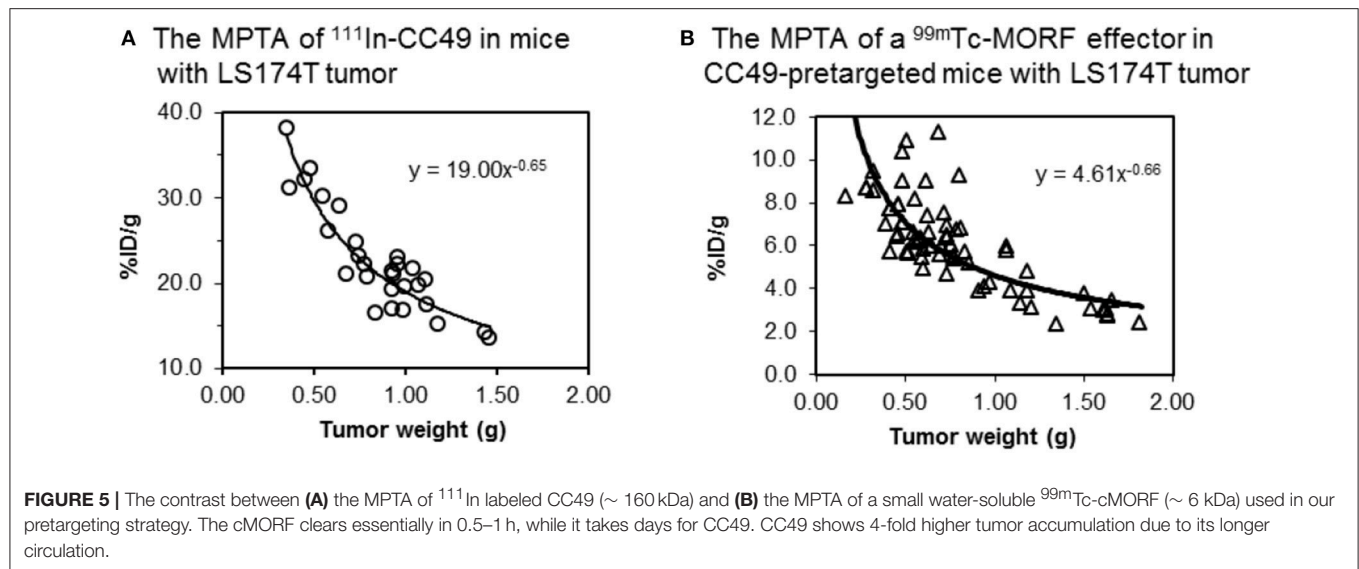 A The MPTA of ¹¹¹In-CC49 in mice
with LS174T tumor
40.0
30.0
20.0
10.0
%ID/g
y = 19.00x⁻⁰·⁶⁵
0.00 0.50 1.00 1.50 2.00
Tumor weight (g)
B The MPTA of a ⁹⁹ᵐTc-MORF effector in
CC49-pretargeted mice with LS174T tumor
12.0
10.0
8.0
6.0
4.0
2.0
0.0
%ID/g
y = 4.61x⁻⁰·⁶⁶
0.00 0.50 1.00 1.50 2.00
Tumor weight (g)
FIGURE 5 | The contrast between (A) the MPTA of ¹¹¹In labeled CC49 (∼ 160 kDa) and (B) the MPTA of a small water-soluble ⁹⁹ᵐTc-cMORF (∼ 6 kDa) used in our
pretargeting strategy. The cMORF clears essentially in 0.5–1 h, while it takes days for CC49. CC49 shows 4-fold higher tumor accumulation due to its longer
circulation.